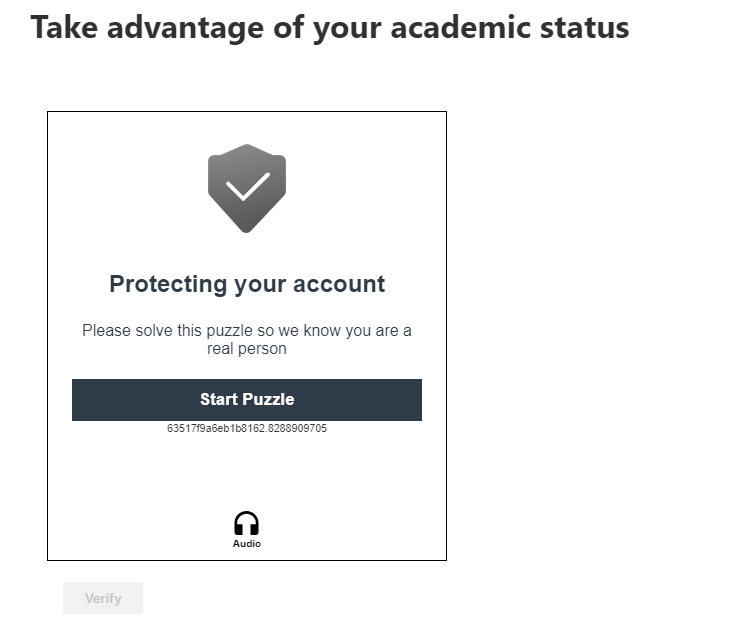 Take advantage of your academic status
Protecting your account
Please solve this puzzle so we know you are a
real person
Start Puzzle
63517f9a6eb1b8162.8288909705
Audio
Verify